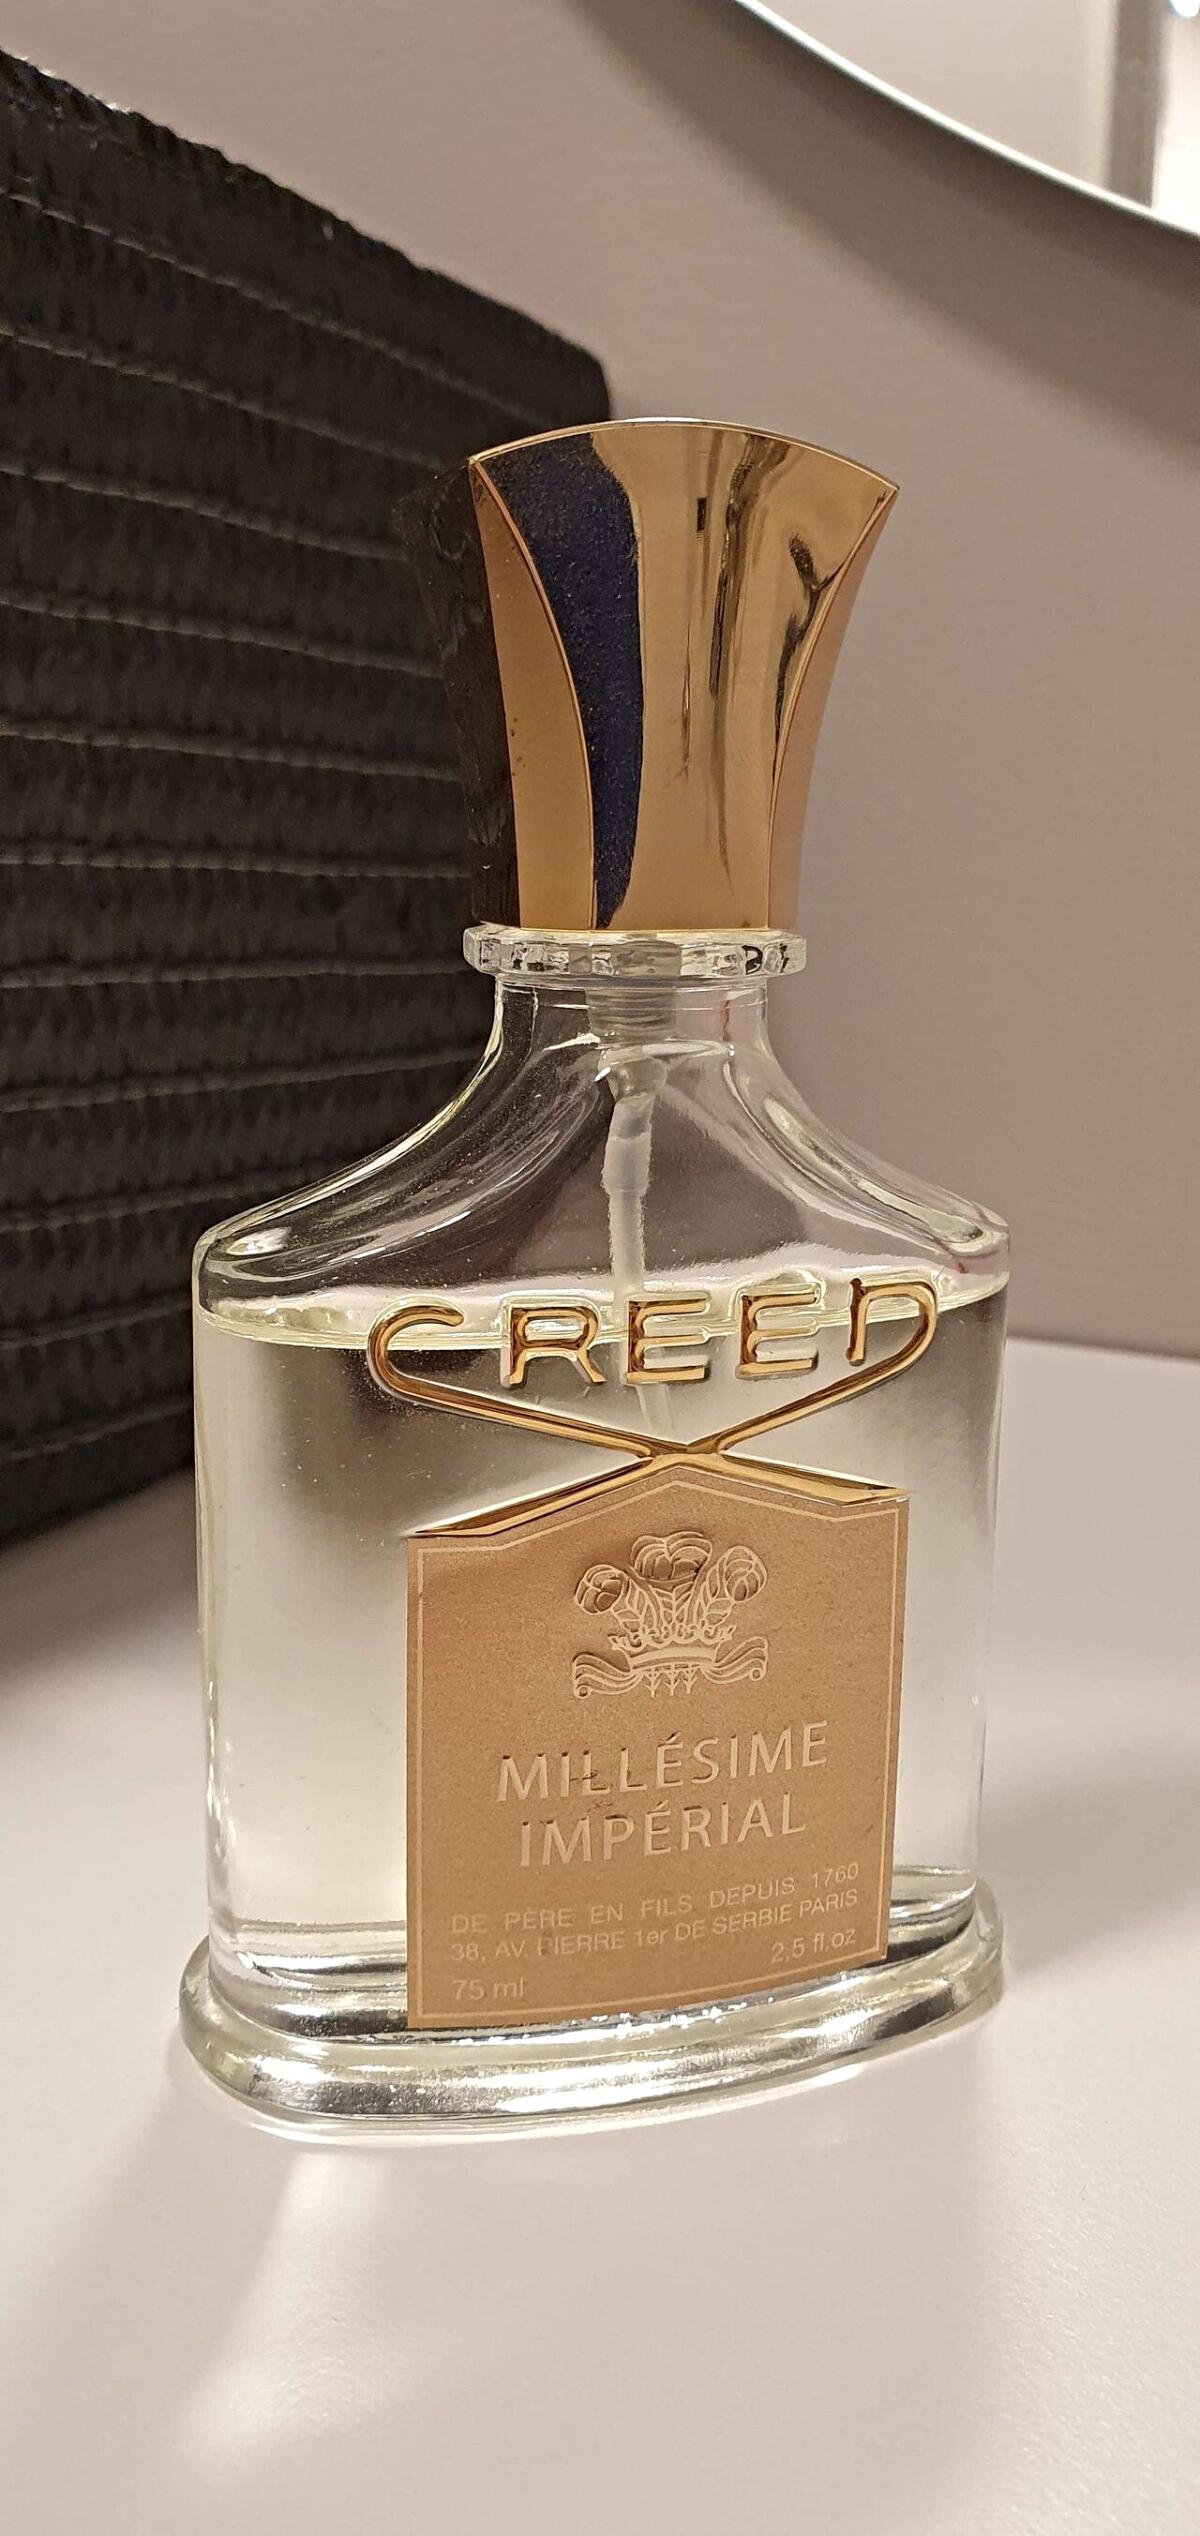 CREED
MILLÉSIME
IMPÉRIAL
DE PÈRE EN FILS DEPUIS 1760
38, AV. PIERRE 1er DE SERBIE PARIS
75 ml 2,5 fl.oz